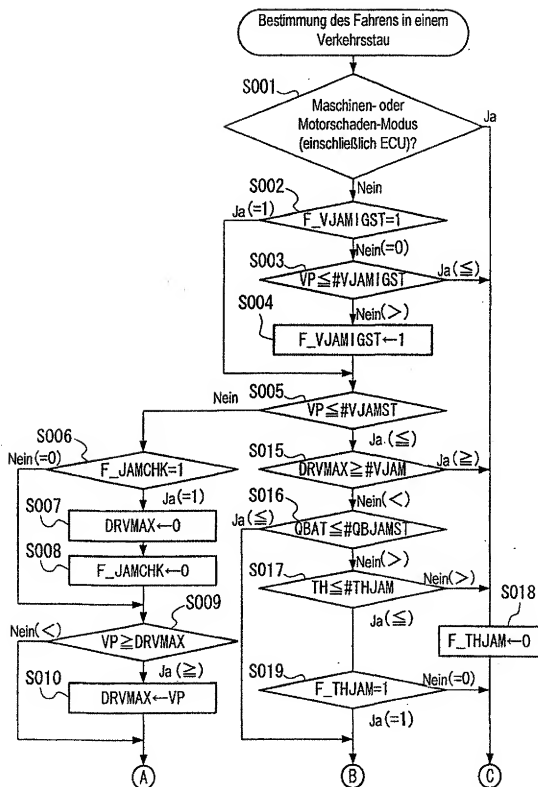 Bestimmung des Fahrens in einem
Verkehrsstau
S001
Maschinen- oder
Motorschaden-Modus
(einschließlich ECU)?
Ja
Nein
S002
F_VJAMIGST=1
Ja(=1)
Nein(=0)
S003
VP≦#VJAMIGST
Ja(≦)
Nein(>)
S004
F_VJAMIGST←1
S005
VP≦#VJAMST
Nein
Ja(≦)
S006
F_JAMCHK=1
Nein(=0)
Ja(=1)
S007
DRVMAX←0
S008
F_JAMCHK←0
S009
VP≧DRVMAX
Nein(<)
Ja(≧)
S010
DRVMAX←VP
S015
DRVMAX≧#VJAM
Ja(≧)
Nein(<)
S016
QBAT≦#QBJAMST
Ja(≦)
Nein(>)
S017
TH≦#THJAM
Nein(>)
Ja(≦)
S018
F_THJAM←0
S019
F_THJAM=1
Nein(=0)
Ja(=1)
A
B
C